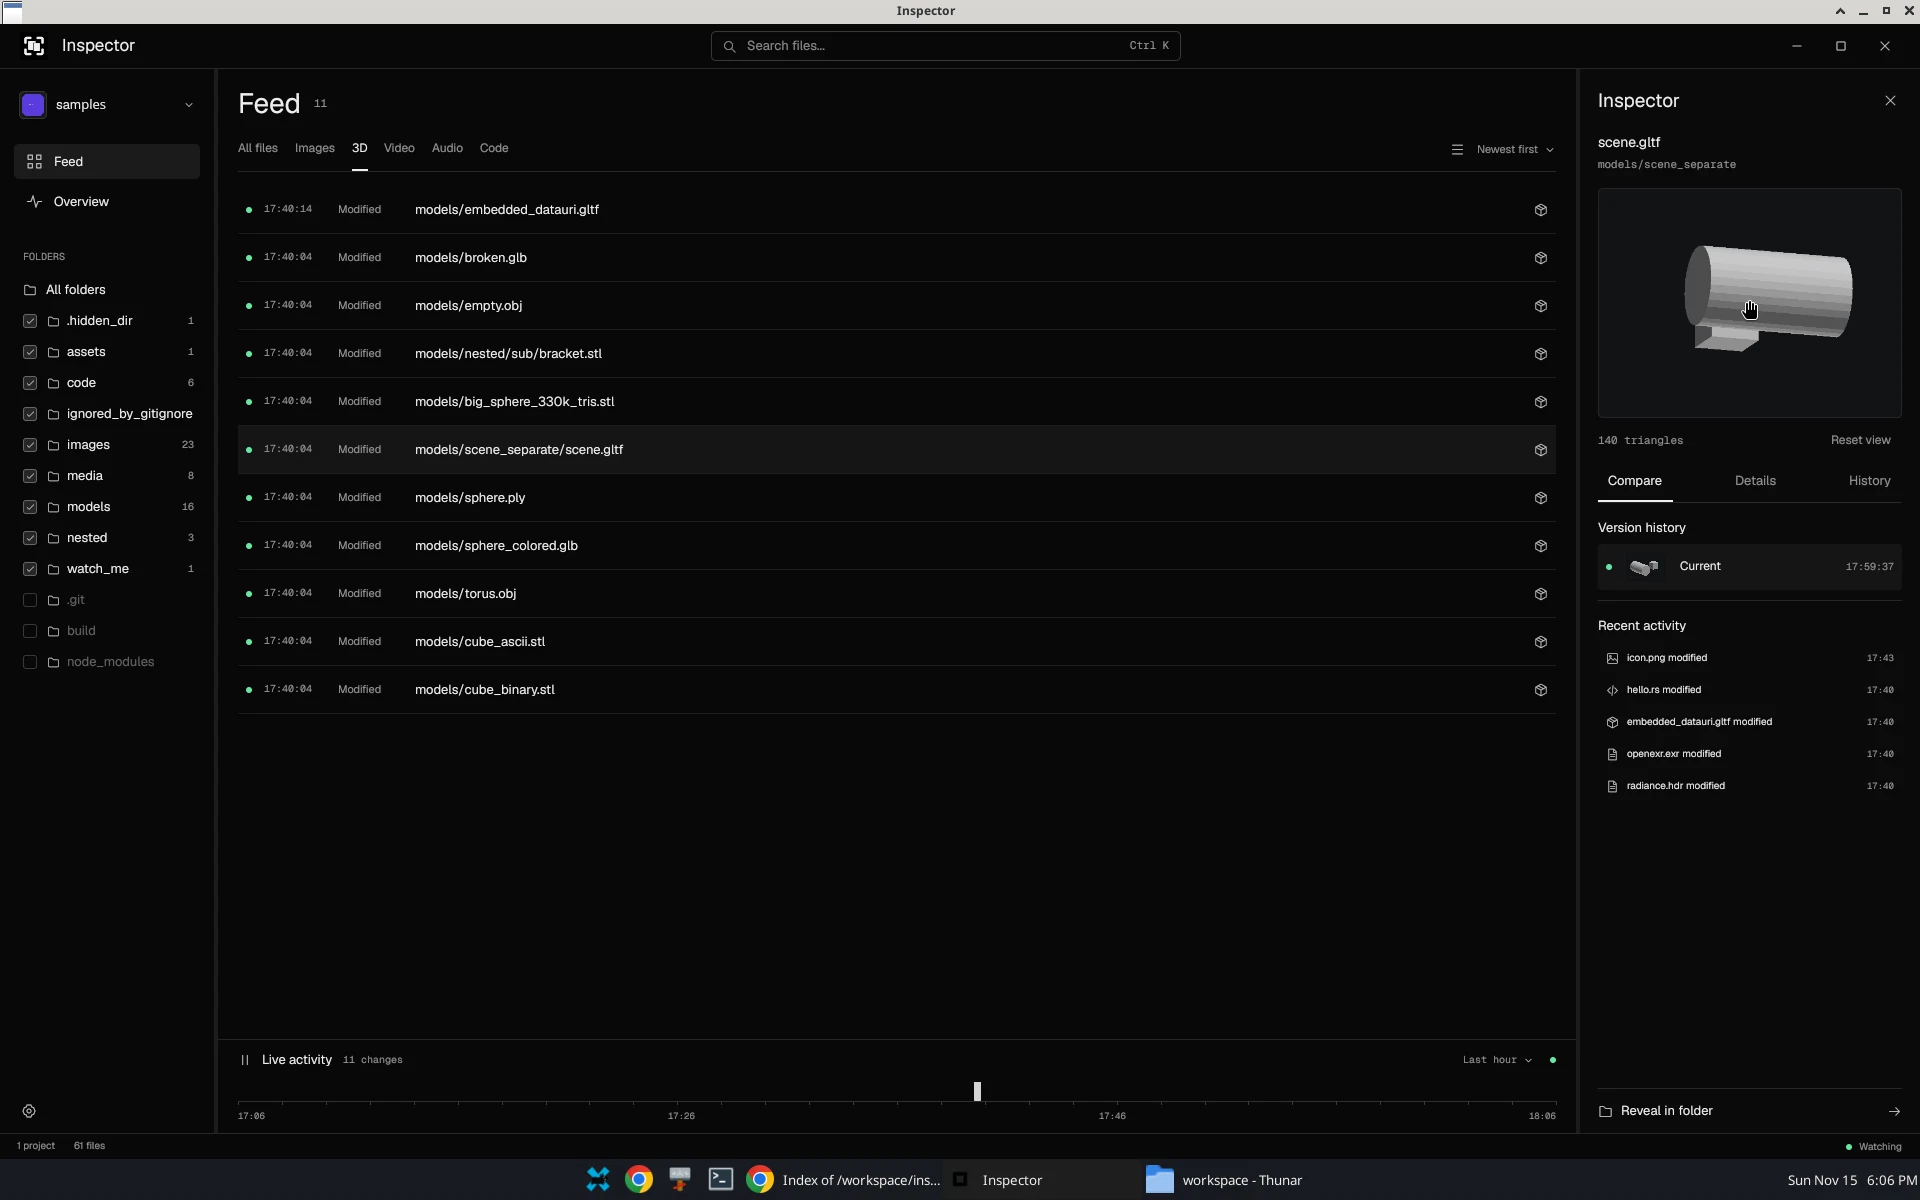 Inspector
Inspector
Search files...
Ctrl K
samples
Feed
Overview
FOLDERS
All folders
.hidden_dir 1
assets 1
code 6
ignored_by_gitignore
images 23
media 8
models 16
nested 3
watch_me 1
.git
build
node_modules
Feed 11
All files Images 3D Video Audio Code
Newest first
17:40:14 Modified models/embedded_datauri.gltf
17:40:04 Modified models/broken.glb
17:40:04 Modified models/empty.obj
17:40:04 Modified models/nested/sub/bracket.stl
17:40:04 Modified models/big_sphere_330k_tris.stl
17:40:04 Modified models/scene_separate/scene.gltf
17:40:04 Modified models/sphere.ply
17:40:04 Modified models/sphere_colored.glb
17:40:04 Modified models/torus.obj
17:40:04 Modified models/cube_ascii.stl
17:40:04 Modified models/cube_binary.stl
Live activity 11 changes
Last hour
17:06 17:26 17:46 18:06
Inspector
scene.gltf
models/scene_separate
140 triangles
Reset view
Compare Details History
Version history
Current 17:59:37
Recent activity
icon.png modified 17:43
hello.rs modified 17:40
embedded_datauri.gltf modified 17:40
openexr.exr modified 17:40
radiance.hdr modified 17:40
Reveal in folder
1 project 61 files
Watching
Index of /workspace/ins...
Inspector
workspace - Thunar
Sun Nov 15 6:06 PM